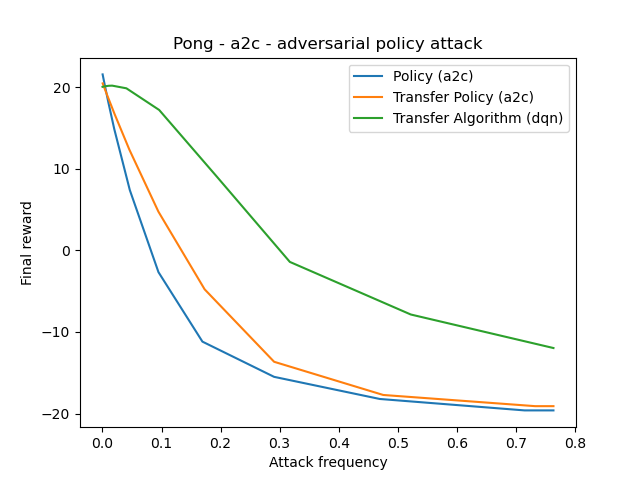 Pong - a2c - adversarial policy attack
Policy (a2c)
Transfer Policy (a2c)
Transfer Algorithm (dqn)
Final reward
20
10
0
−10
−20
0.0 0.1 0.2 0.3 0.4 0.5 0.6 0.7 0.8
Attack frequency